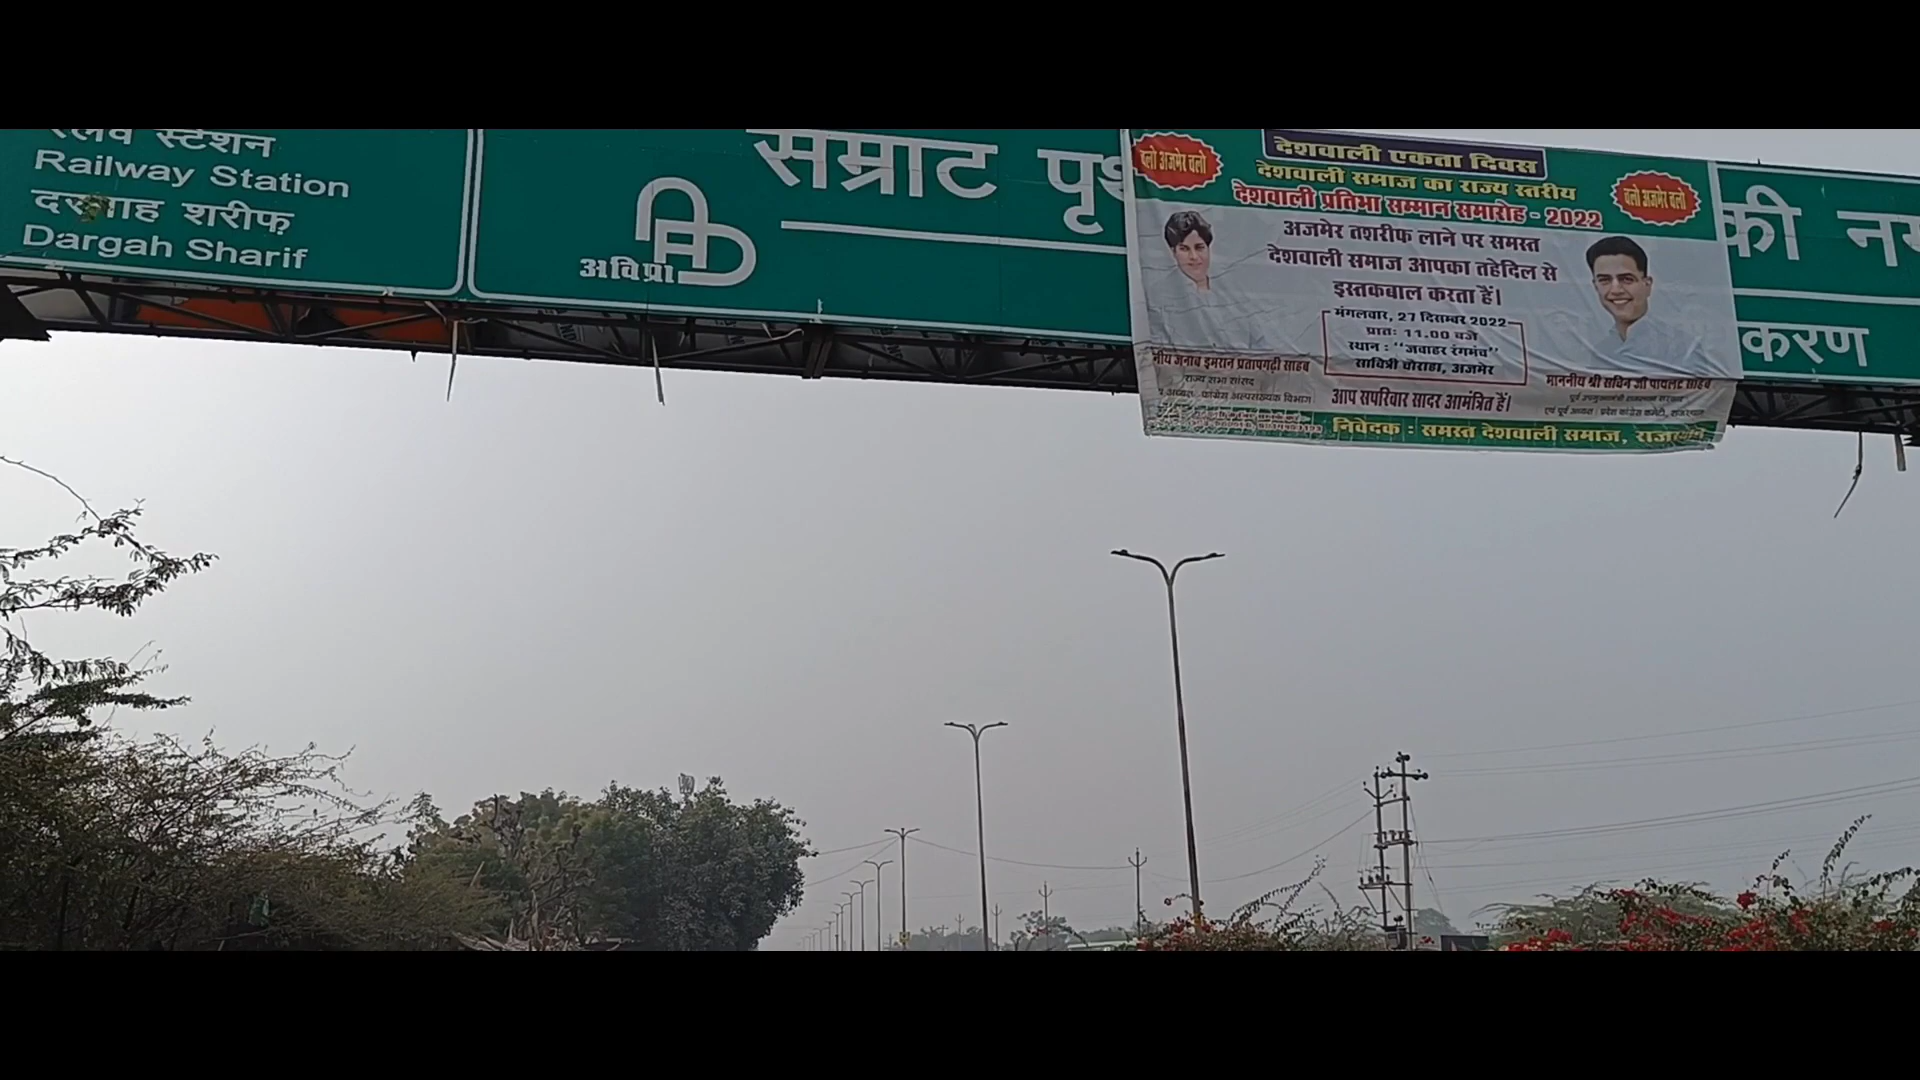 स्टेशन
Railway Station
दरगाह शरीफ़
Dargah Sharif
अविप्रा
सम्राट
की
करण
चलो अजमेर चलो
देशवाली एकता दिवस
देशवाली समाज का राज्य स्तरीय
देशवाली प्रतिभा सम्मान समारोह - 2022
चलो अजमेर चलो
अजमेर तशरीफ लाने पर समस्त
देशवाली समाज आपका तहेदिल से
इस्तकबाल करता हैं।
मंगलवार, 27 दिसम्बर 2022
प्रातः 11.00 बजे
स्थान : "जवाहर रंगमंच"
सावित्री चौराहा, अजमेर
आप सपरिवार सादर आमंत्रित हैं।
जनाब इमरान प्रतापगढ़ी साहब
राज्य सभा सांसद
कांग्रेस अल्पसंख्यक विभाग
माननीय श्री सचिन जी पायलट साहब
निवेदक : समस्त देशवाली समाज, राजस्थान